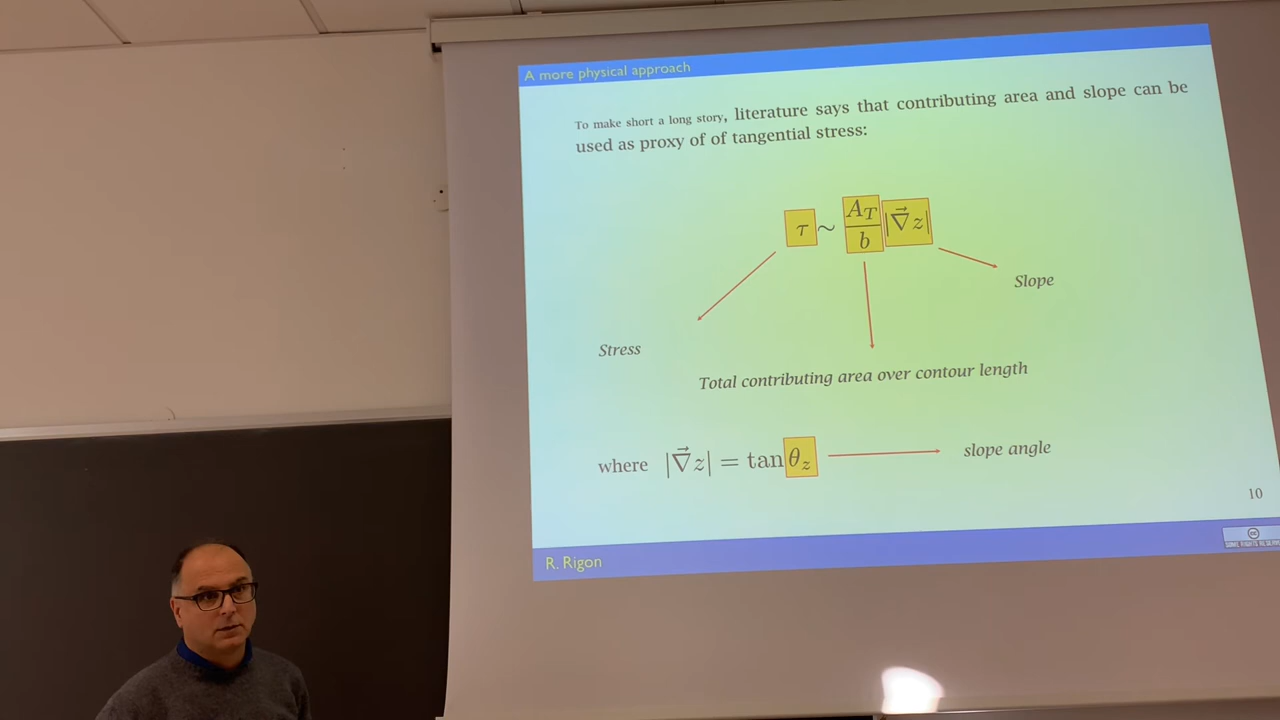 A more physical approach
To make short a long story, literature says that contributing area and slope can be
used as proxy of of tangential stress:
τ ~ A_T / b |∇⃗z|
Slope
Stress
Total contributing area over contour length
where |∇⃗z| = tan θ_z
slope angle
10
R. Rigon